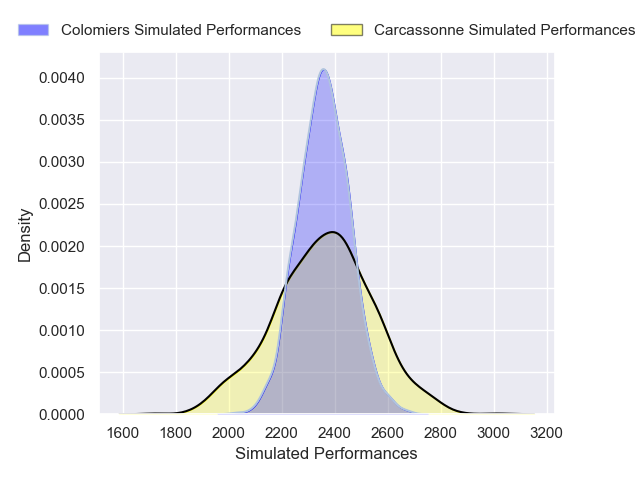 Colomiers Simulated Performances Carcassonne Simulated Performances
0.0040
0.0035
0.0030
0.0025
0.0020
0.0015
0.0010
0.0005
0.0000
Density
1600 1800 2000 2200 2400 2600 2800 3000 3200
Simulated Performances